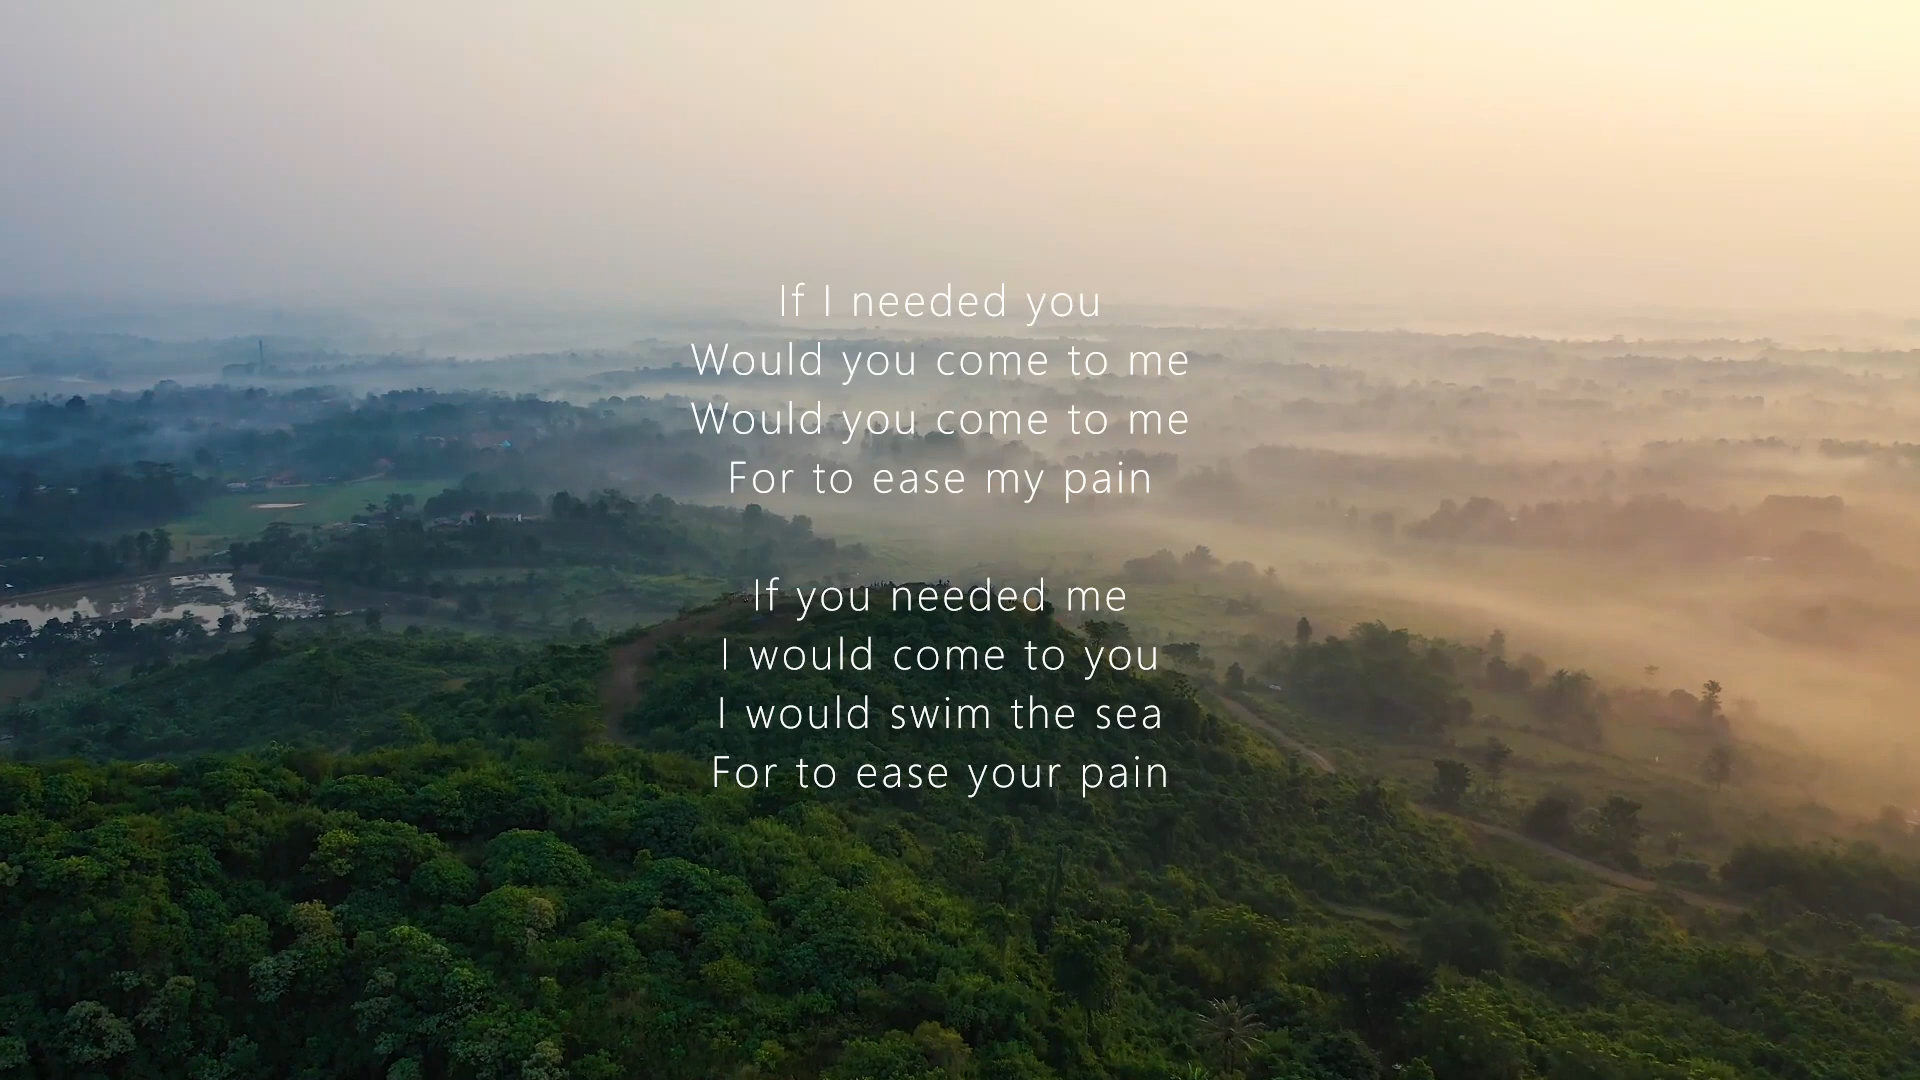 If I needed you
Would you come to me
Would you come to me
For to ease my pain
If you needed me
I would come to you
I would swim the sea
For to ease your pain